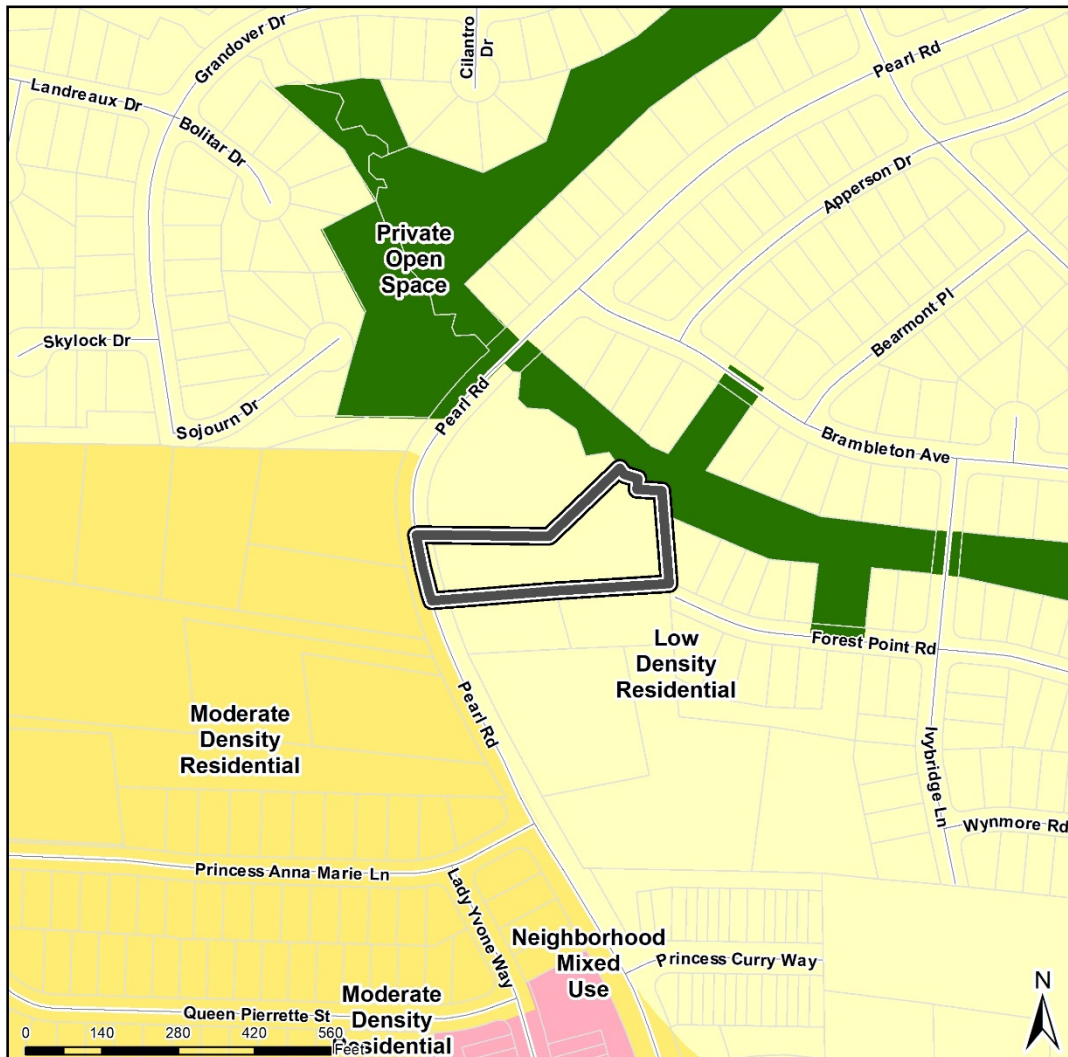 Grandover Dr
Cilantro
Dr
Pearl Rd
Landreaux Dr
Bolitar Dr
Apperson Dr
Private
Open
Space
Bearmont Pl
Skylock Dr
Pearl Rd
Sojourn Dr
Brambleton Ave
Low
Density
Residential
Forest Point Rd
Moderate
Density
Residential
Pearl Rd
Ivybridge Ln
Wynmore Rd
Princess Anna Marie Ln
Lady Yvone Way
Neighborhood
Mixed
Use
Princess Curry Way
Queen Pierrette St
Moderate
Density
Residential
N
0 140 280 420 560
Feet